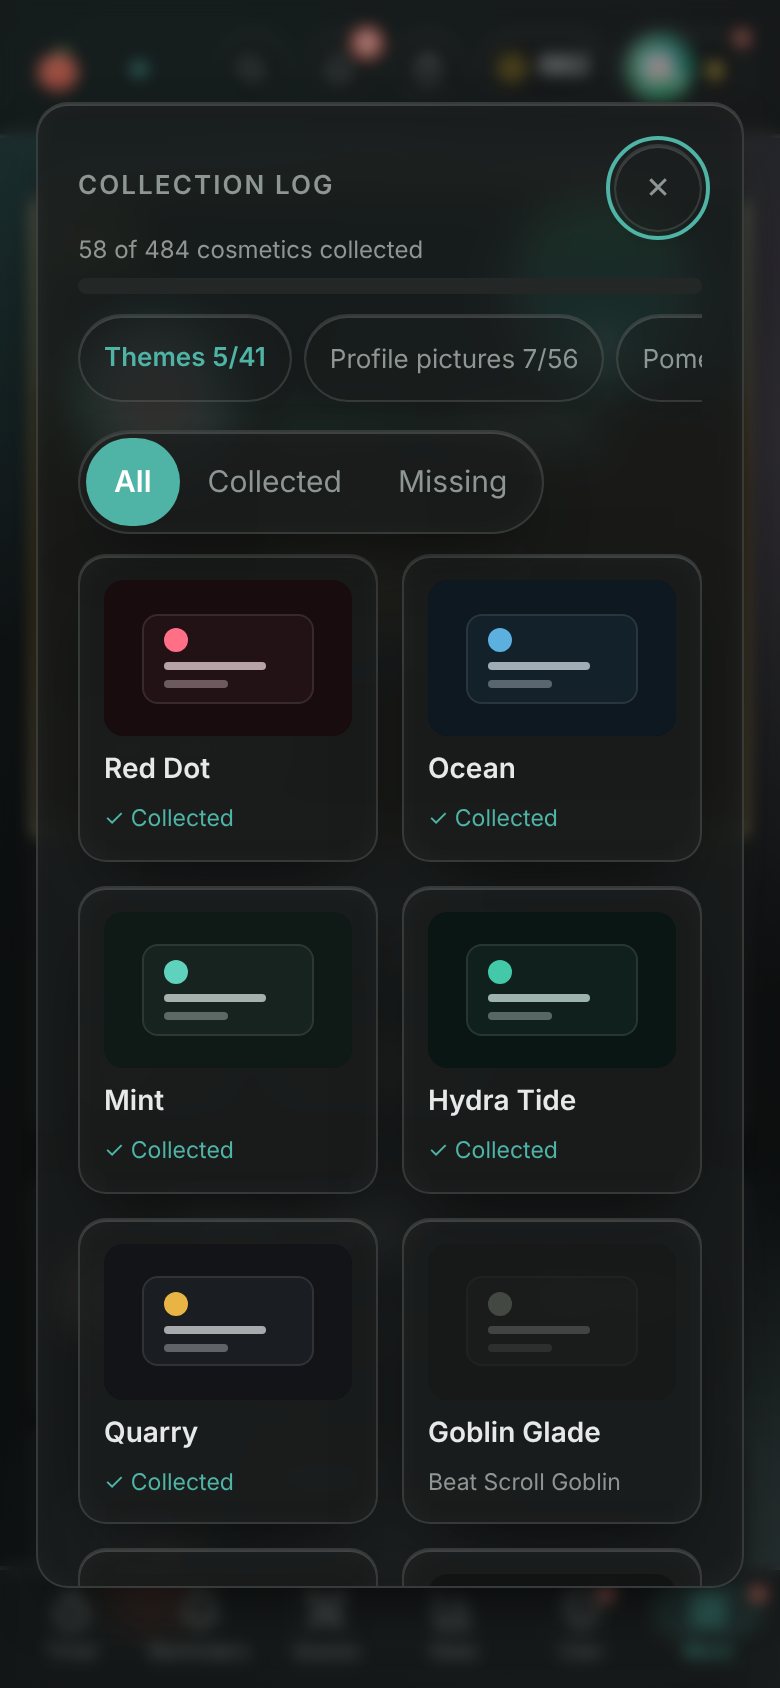 COLLECTION LOG
✕
58 of 484 cosmetics collected
Themes 5/41
Profile pictures 7/56
Pome
All
Collected
Missing
Red Dot
✓ Collected
Ocean
✓ Collected
Mint
✓ Collected
Hydra Tide
✓ Collected
Quarry
✓ Collected
Goblin Glade
Beat Scroll Goblin